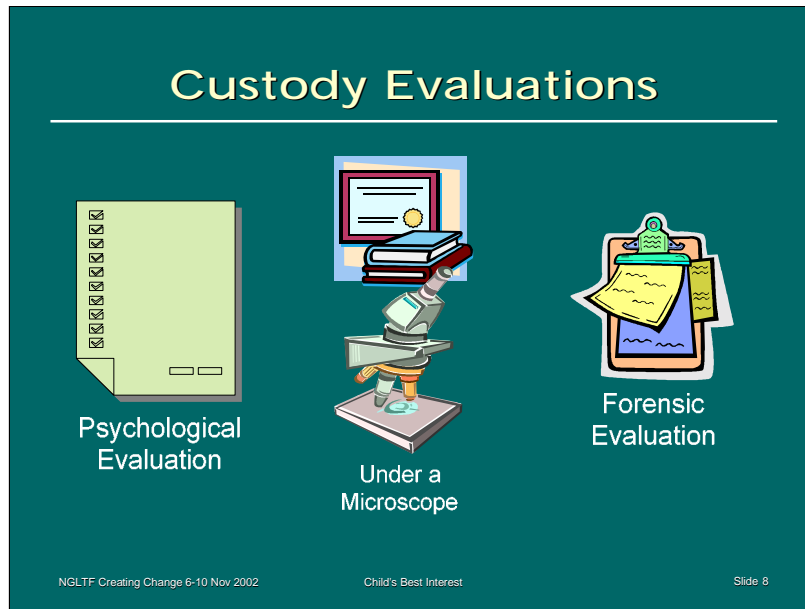 Custody Evaluations
Psychological
Evaluation
Under a
Microscope
Forensic
Evaluation
NGLTF Creating Change 6-10 Nov 2002
Child's Best Interest
Slide 8